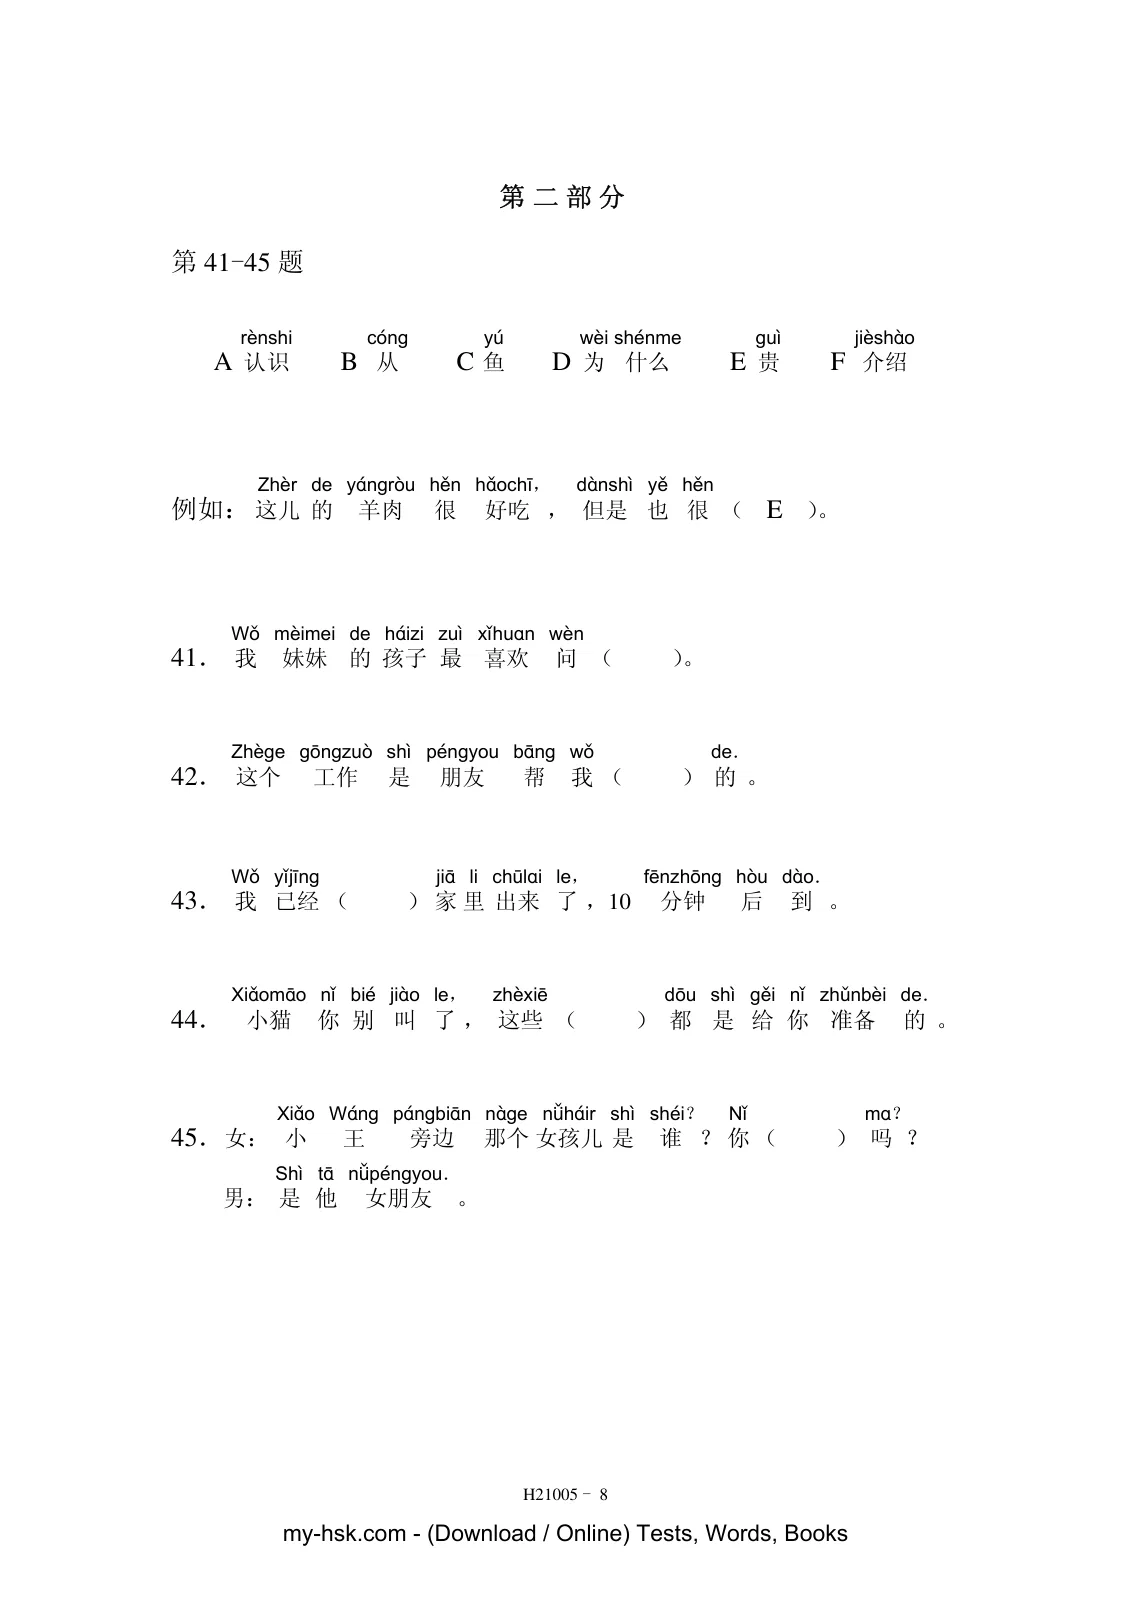 第二部分
第 41-45 题
rènshi cóng yú wèi shénme guì jièshào
A 认识 B 从 C 鱼 D 为 什么 E 贵 F 介绍
Zhèr de yángròu hěn hǎochī， dànshì yě hěn
例如： 这儿 的 羊肉 很 好吃 ， 但是 也 很 （ E ）。
Wǒ mèimei de háizi zuì xǐhuan wèn
41． 我 妹妹 的 孩子 最 喜欢 问 （ ）。
Zhège gōngzuò shì péngyou bāng wǒ de．
42． 这个 工作 是 朋友 帮 我 （ ） 的 。
Wǒ yǐjīng jiā li chūlai le， fēnzhōng hòu dào．
43． 我 已经 （ ） 家 里 出来 了 ，10 分钟 后 到 。
Xiǎomāo nǐ bié jiào le， zhèxiē dōu shì gěi nǐ zhǔnbèi de．
44． 小猫 你 别 叫 了 ， 这些 （ ） 都 是 给 你 准备 的 。
Xiǎo Wáng pángbiān nàge nǚháir shì shéi？ Nǐ ma？
45．女： 小 王 旁边 那个 女孩儿 是 谁 ？你 （ ） 吗 ？
Shì tā nǚpéngyou．
男： 是 他 女朋友 。
H21005－ 8
my-hsk.com - (Download / Online) Tests, Words, Books